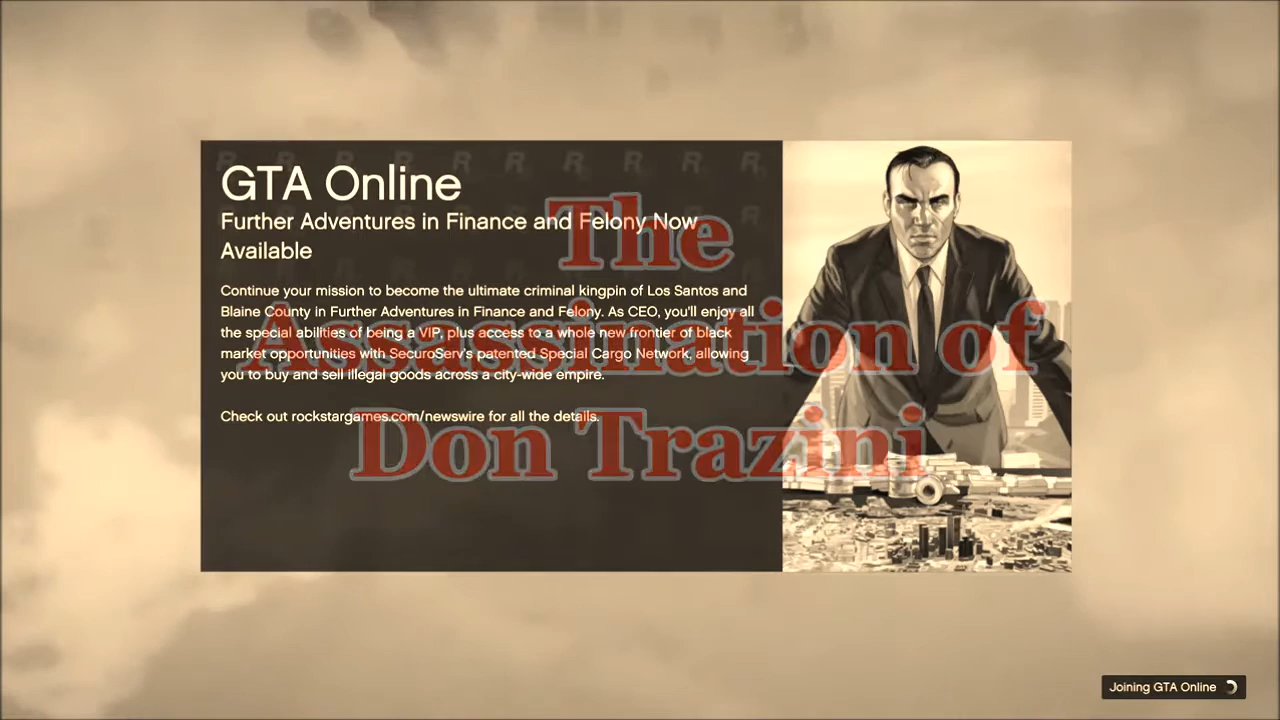 GTA Online
Further Adventures in Finance and Felony Now
Available
Continue your mission to become the ultimate criminal kingpin of Los Santos and
Blaine County in Further Adventures in Finance and Felony. As CEO, you'll enjoy all
the special abilities of being a VIP, plus access to a whole new frontier of black
market opportunities with SecuroServ's patented Special Cargo Network, allowing
you to buy and sell illegal goods across a city-wide empire.
Check out rockstargames.com/newswire for all the details.
The
Assassination of
Don Trazini
Joining GTA Online